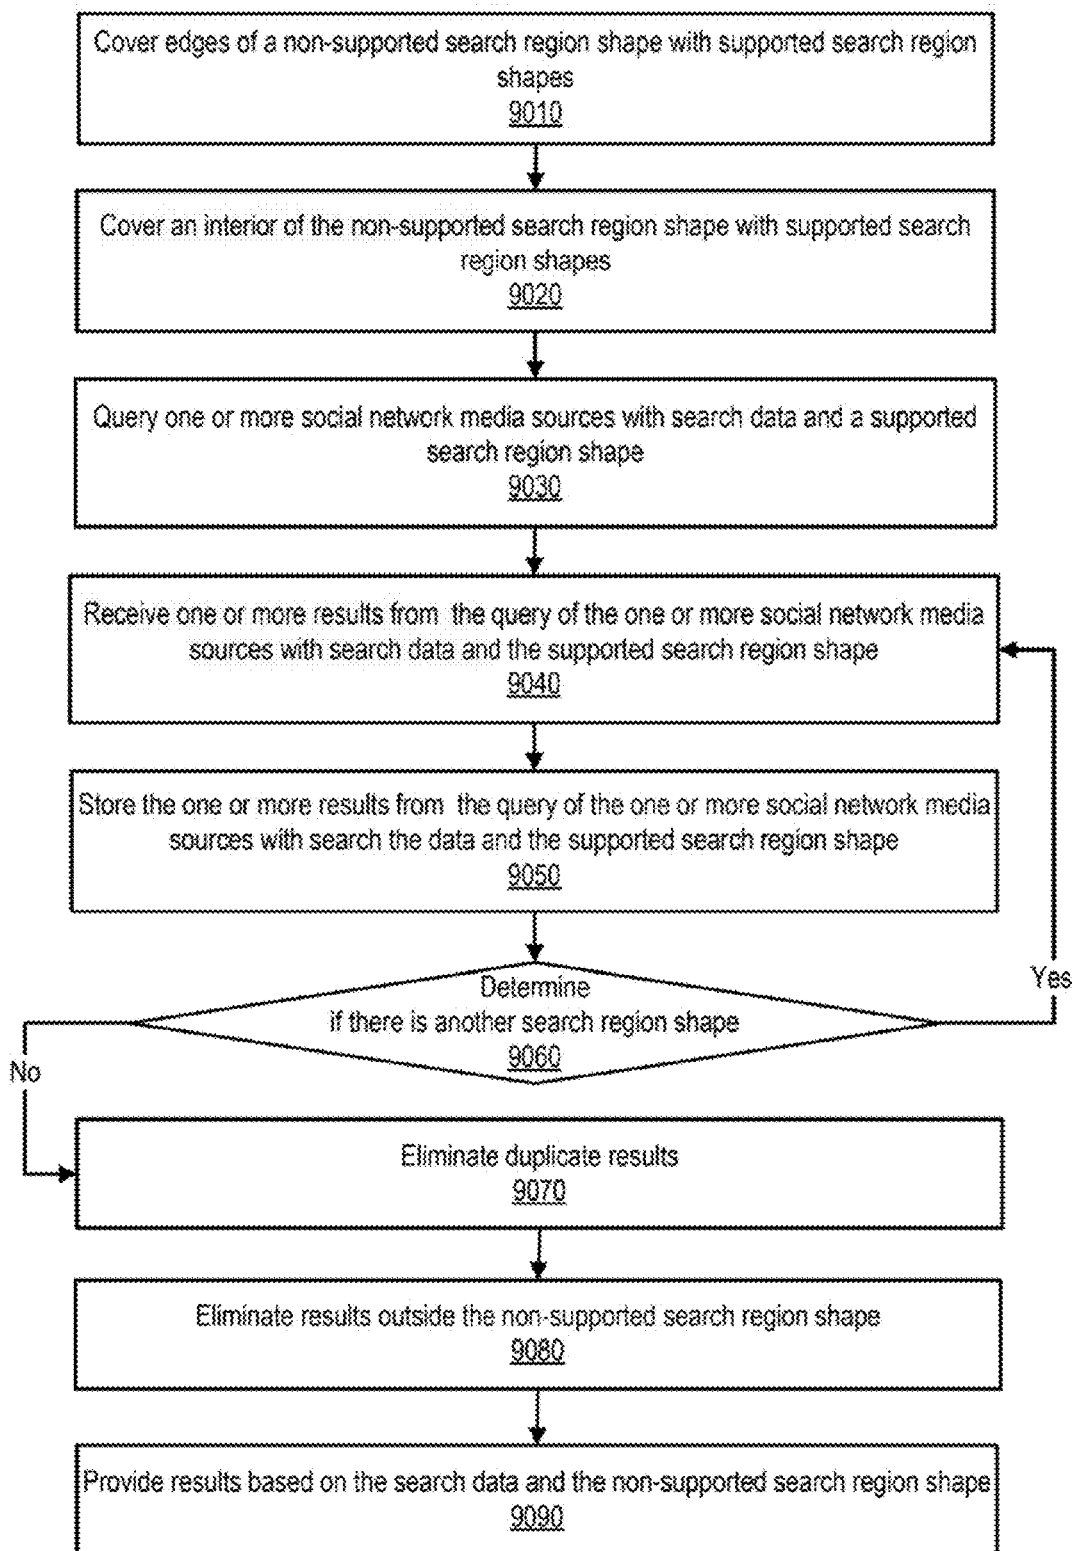 Cover edges of a non-supported search region shape with supported search region
shapes
9010
Cover an interior of the non-supported search region shape with supported search
region shapes
9020
Query one or more social network media sources with search data and a supported
search region shape
9030
Receive one or more results from the query of the one or more social network media
sources with search data and the supported search region shape
9040
Store the one or more results from the query of the one or more social network media
sources with search the data and the supported search region shape
9050
Determine
if there is another search region shape
9060
Yes
No
Eliminate duplicate results
9070
Eliminate results outside the non-supported search region shape
9080
Provide results based on the search data and the non-supported search region shape
9090